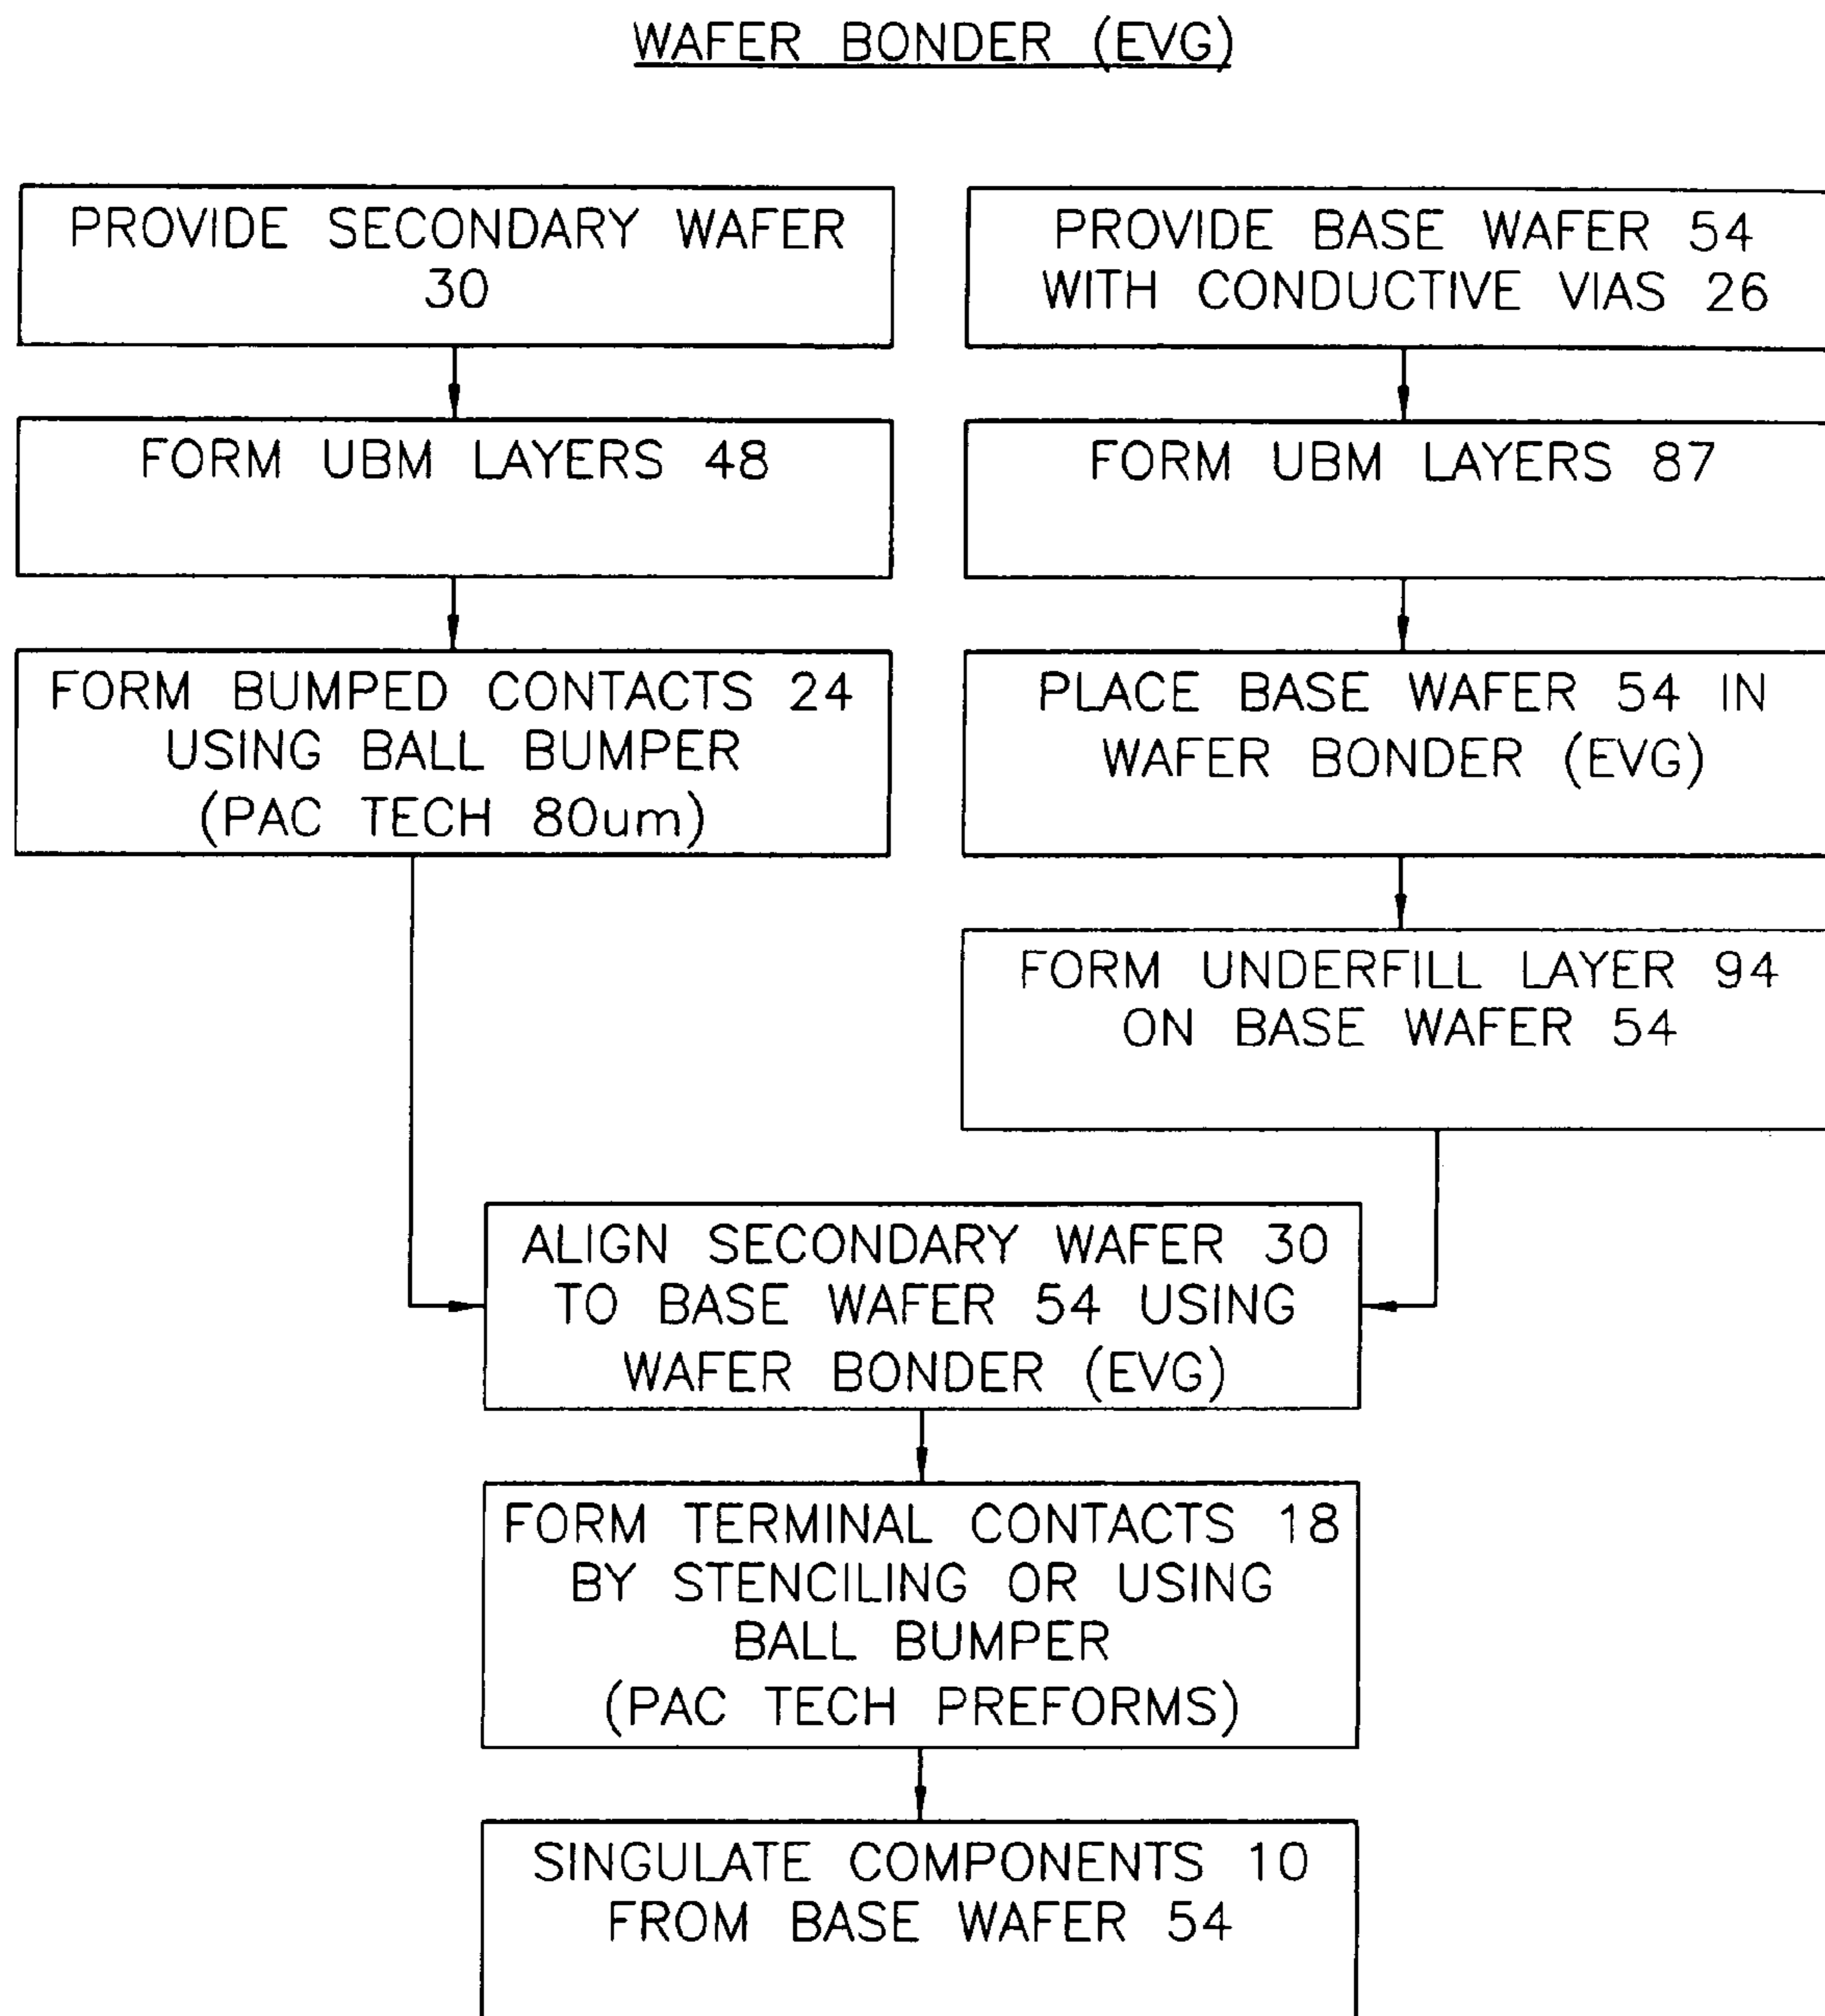 WAFER BONDER (EVG)
PROVIDE SECONDARY WAFER
30
FORM UBM LAYERS 48
FORM BUMPED CONTACTS 24
USING BALL BUMPER
(PAC TECH 80um)
PROVIDE BASE WAFER 54
WITH CONDUCTIVE VIAS 26
FORM UBM LAYERS 87
PLACE BASE WAFER 54 IN
WAFER BONDER (EVG)
FORM UNDERFILL LAYER 94
ON BASE WAFER 54
ALIGN SECONDARY WAFER 30
TO BASE WAFER 54 USING
WAFER BONDER (EVG)
FORM TERMINAL CONTACTS 18
BY STENCILING OR USING
BALL BUMPER
(PAC TECH PREFORMS)
SINGULATE COMPONENTS 10
FROM BASE WAFER 54